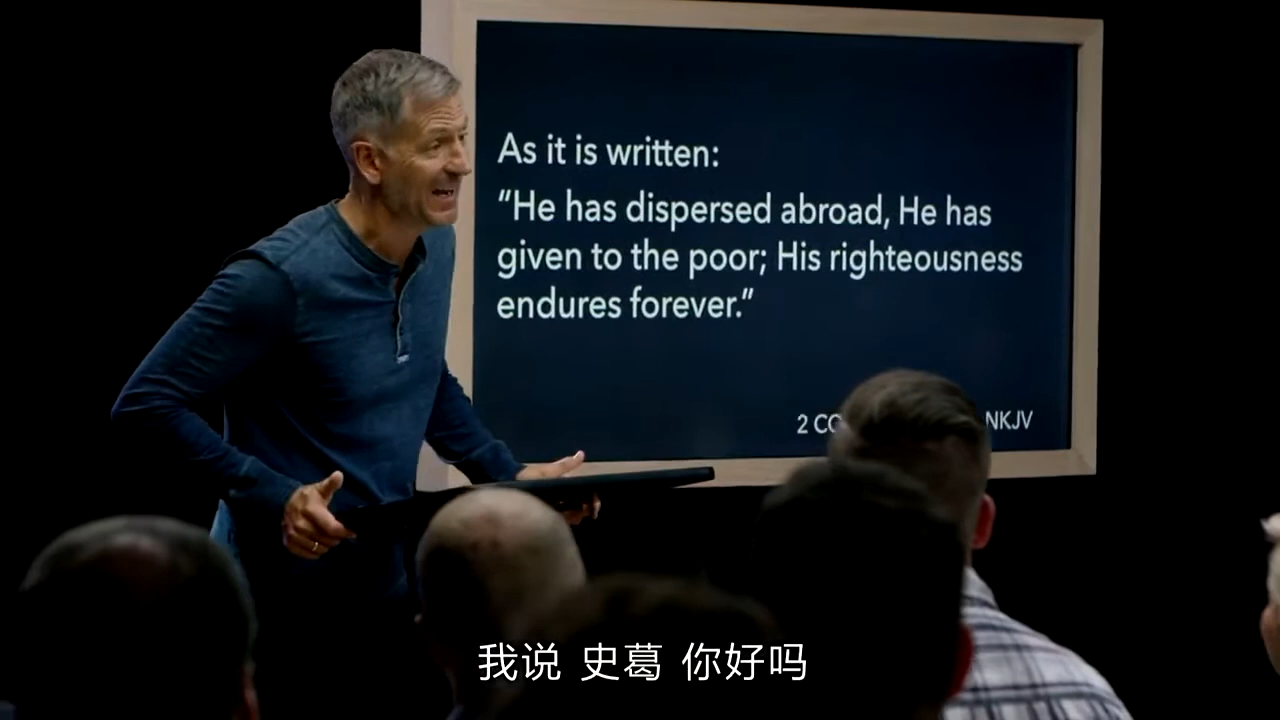 As it is written:
“He has dispersed abroad, He has
given to the poor; His righteousness
endures forever.”
2 NKJV
我说 史葛 你好吗